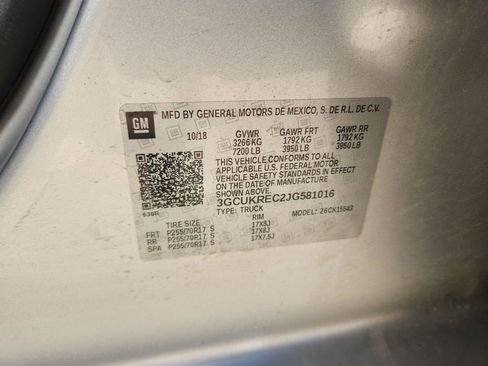 GM
MFD BY GENERAL MOTORS DE MEXICO, S. DE R.L. DE C.V.
10/18 GVWR GAWR FRT GAWR RR
3266 KG 1792 KG 1792 KG
7200 LB 3950 LB 3950 LB
THIS VEHICLE CONFORMS TO ALL
APPLICABLE U.S. FEDERAL MOTOR
VEHICLE SAFETY STANDARDS IN EFFECT
ON THE DATE OF MANUFACTURE SHOWN ABOVE.
3GCUKREC2JG581016
TYPE: TRUCK MODEL: 26CK15543
TIRE SIZE RIM
FRT P255/70R17 S 17X8J
RR P255/70R17 S 17X8J
SPA P255/70R17 S 17X7.5J